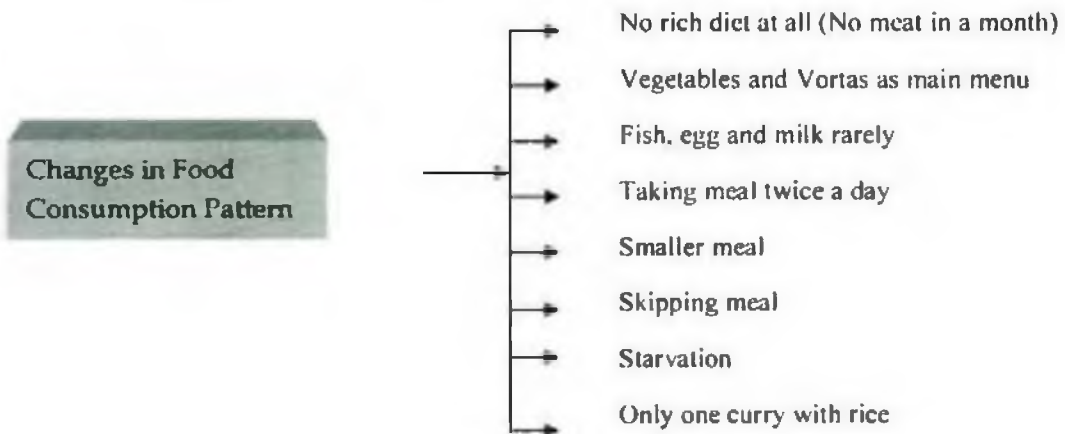 Changes in Food
Consumption Pattern
No rich diet at all (No meat in a month)
Vegetables and Vortas as main menu
Fish, egg and milk rarely
Taking meal twice a day
Smaller meal
Skipping meal
Starvation
Only one curry with rice